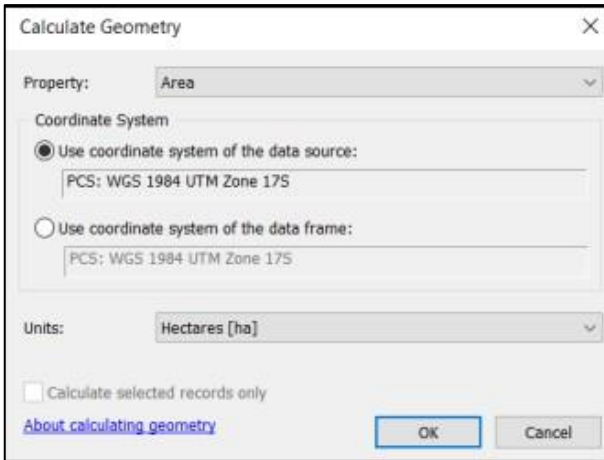 Calculate Geometry
Property: Area
Coordinate System
Use coordinate system of the data source:
PCS: WGS 1984 UTM Zone 17S
Use coordinate system of the data frame:
PCS: WGS 1984 UTM Zone 17S
Units: Hectares [ha]
Calculate selected records only
About calculating geometry
OK Cancel